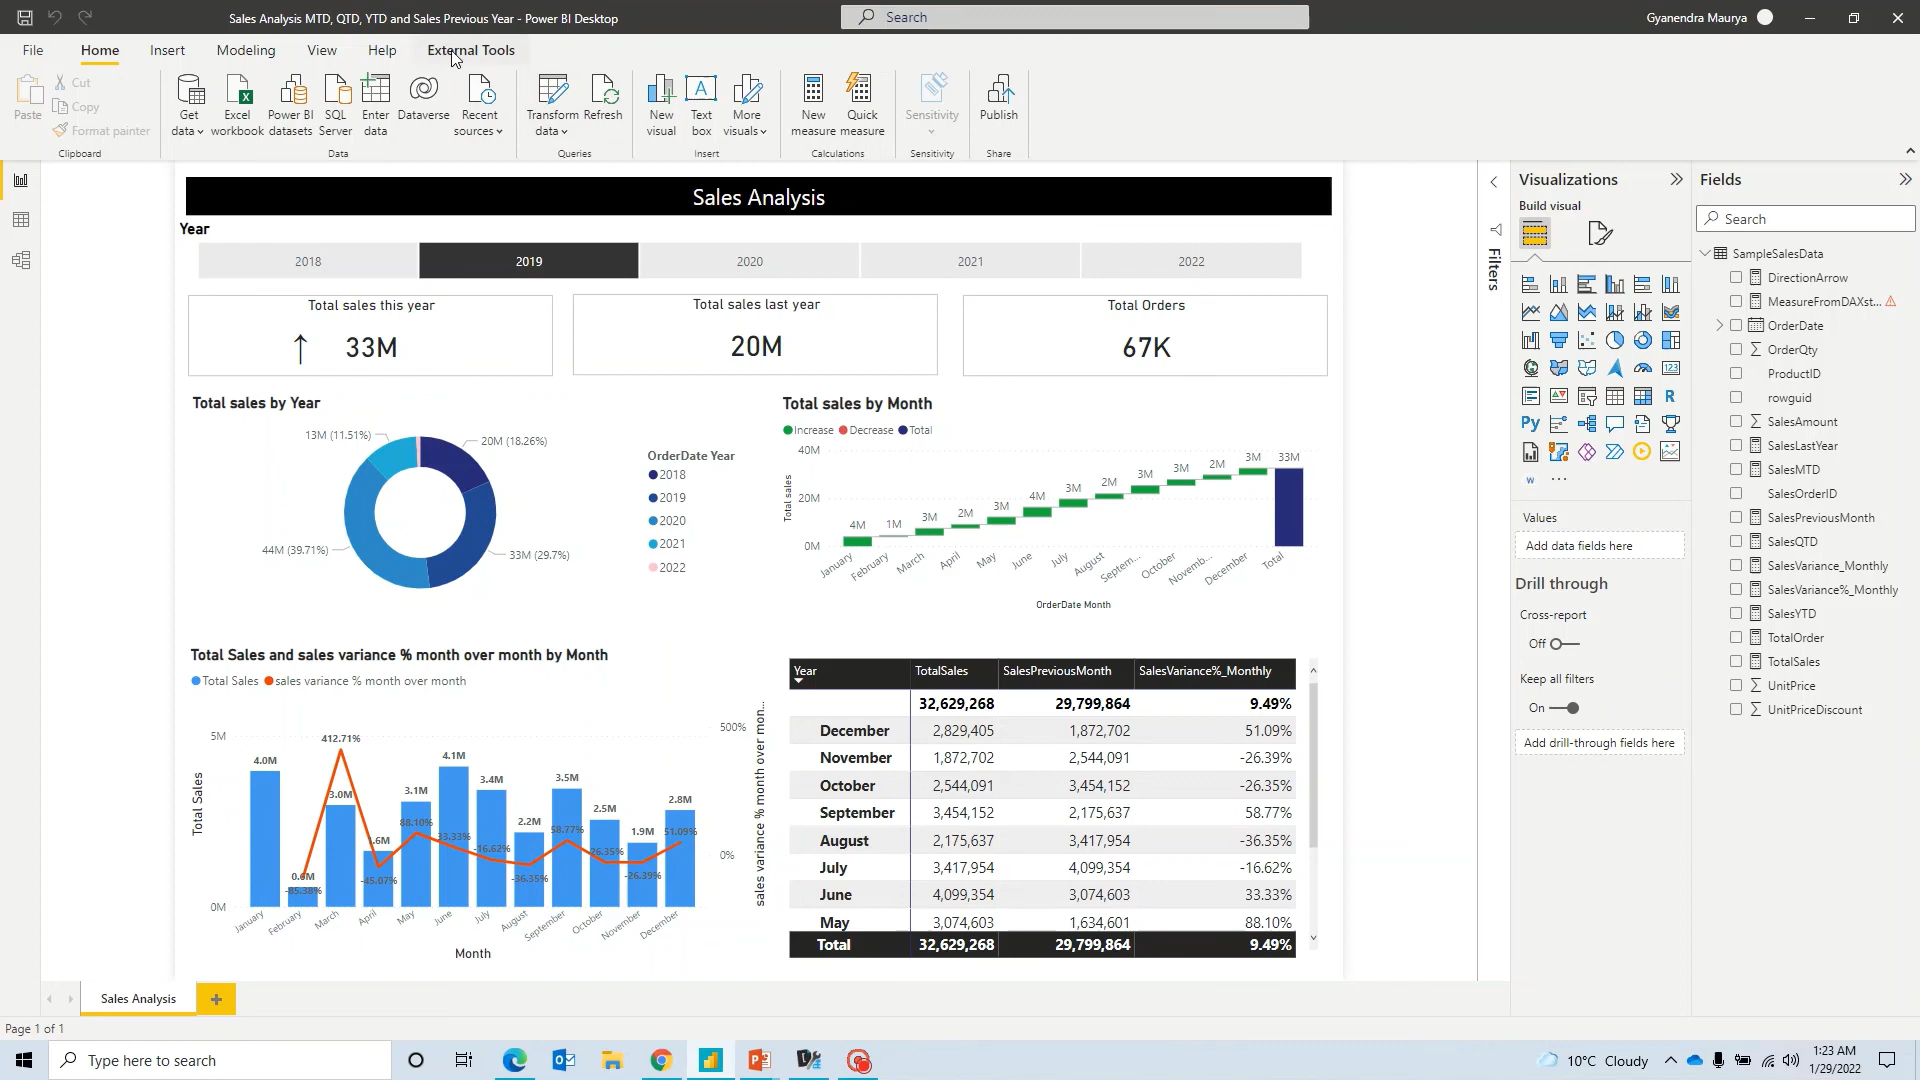 Sales Analysis MTD, QTD, YTD and Sales Previous Year - Power BI Desktop
Search
Gyanendra Maurya
File
Home
Insert
Modeling
View
Help
External Tools
Paste
Cut
Copy
Format painter
Clipboard
Get data
Excel workbook
Power BI datasets
SQL Server
Enter data
Dataverse
Recent sources
Data
Transform data
Refresh
Queries
New visual
Text box
More visuals
Insert
New measure
Quick measure
Calculations
Sensitivity
Sensitivity
Publish
Share
Sales Analysis
Year
2018
2019
2020
2021
2022
Total sales this year
↑ 33M
Total sales last year
20M
Total Orders
67K
Total sales by Year
13M (11.51%)
20M (18.26%)
44M (39.71%)
33M (29.7%)
OrderDate Year
2018
2019
2020
2021
2022
Total sales by Month
Increase
Decrease
Total
Total sales
40M
20M
0M
4M
1M
3M
2M
3M
4M
3M
2M
3M
3M
2M
3M
33M
January
February
March
April
May
June
July
August
Septem...
October
Novemb...
December
Total
OrderDate Month
Total Sales and sales variance % month over month by Month
Total Sales
sales variance % month over month
Total Sales
5M
0M
500%
0%
sales variance % month over mon...
4.0M
0.6M
3.0M
3.1M
4.1M
3.4M
2.2M
3.5M
2.5M
1.9M
2.8M
-85.38%
412.71%
-45.07%
88.10%
33.33%
-16.62%
-36.35%
58.77%
-26.35%
-26.39%
51.09%
January
February
March
April
May
June
July
August
September
October
November
December
Month
Year TotalSales SalesPreviousMonth SalesVariance%_Monthly
32,629,268 29,799,864 9.49%
December 2,829,405 1,872,702 51.09%
November 1,872,702 2,544,091 -26.39%
October 2,544,091 3,454,152 -26.35%
September 3,454,152 2,175,637 58.77%
August 2,175,637 3,417,954 -36.35%
July 3,417,954 4,099,354 -16.62%
June 4,099,354 3,074,603 33.33%
May 3,074,603 1,634,601 88.10%
Total 32,629,268 29,799,864 9.49%
Filters
Visualizations
Build visual
123
R
Py
W
Values
Add data fields here
Drill through
Cross-report
Off
Keep all filters
On
Add drill-through fields here
Fields
Search
SampleSalesData
DirectionArrow
MeasureFromDAXst...
OrderDate
OrderQty
ProductID
rowguid
SalesAmount
SalesLastYear
SalesMTD
SalesOrderID
SalesPreviousMonth
SalesQTD
SalesVariance_Monthly
SalesVariance%_Monthly
SalesYTD
TotalOrder
TotalSales
UnitPrice
UnitPriceDiscount
Sales Analysis
Page 1 of 1
Type here to search
10°C Cloudy
1:23 AM
1/29/2022